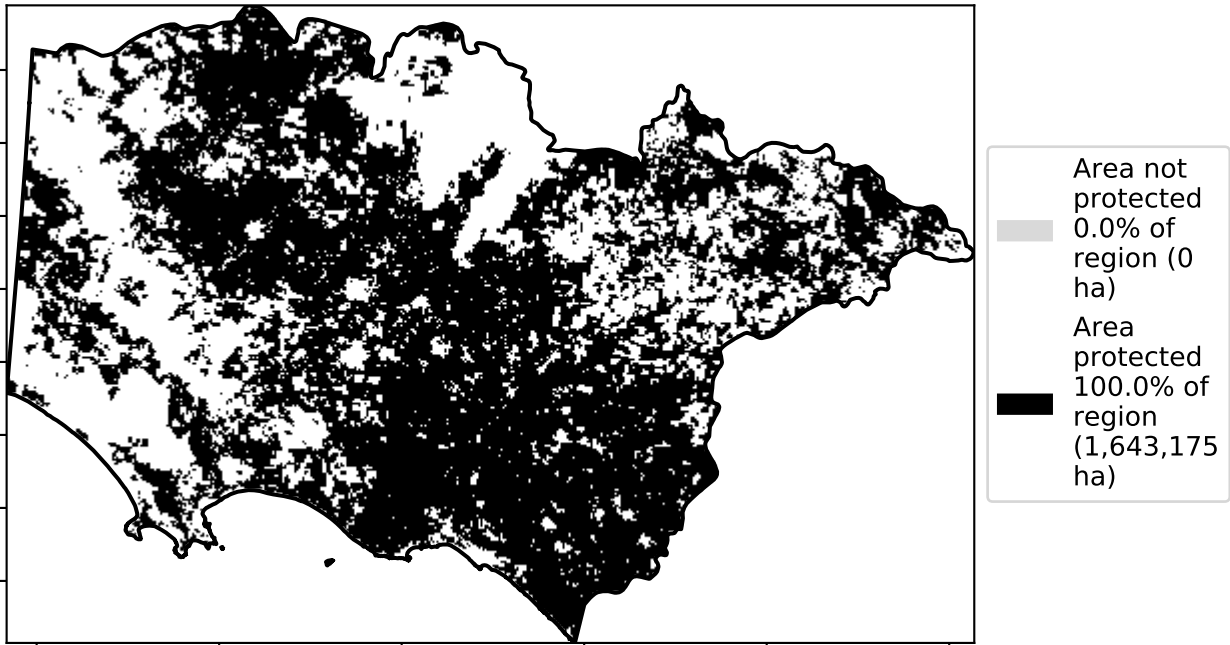 Area not
protected
0.0% of
region (0
ha)
Area
protected
100.0% of
region
(1,643,175
ha)